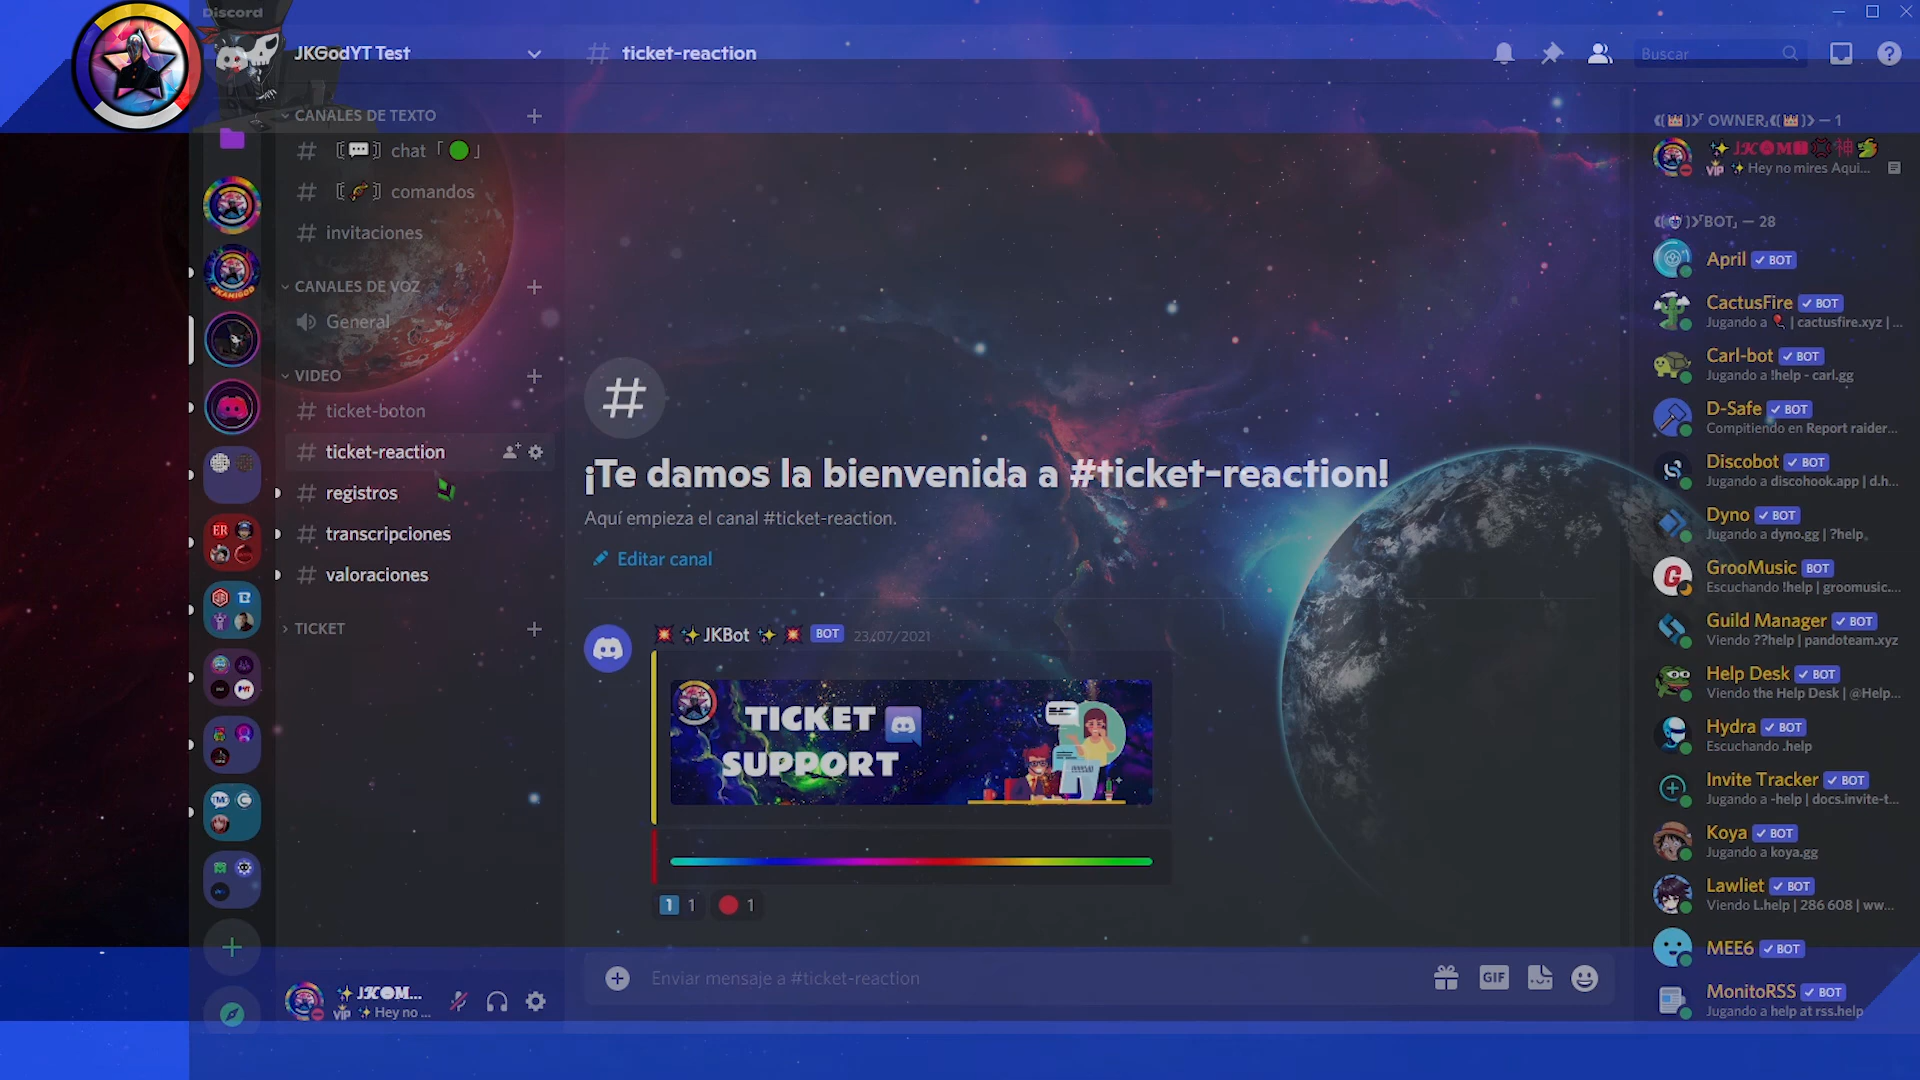 Discord
JKGodYT Test
ticket-reaction
Buscar
CANALES DE TEXTO
chat
comandos
invitaciones
CANALES DE VOZ
General
VIDEO
ticket-boton
ticket-reaction
registros
transcripciones
valoraciones
TICKET
Hey no ...
¡Te damos la bienvenida a #ticket-reaction!
Aquí empieza el canal #ticket-reaction.
Editar canal
JKBot BOT 23/07/2021
TICKET
SUPPORT
1 1 1
Enviar mensaje a #ticket-reaction
GIF
OWNER — 1
VIP Hey no mires Aqui...
BOT — 28
April BOT
CactusFire BOT
Jugando a | cactusfire.xyz | ...
Carl-bot BOT
Jugando a !help - carl.gg
D-Safe BOT
Compitiendo en Report raider...
Discobot BOT
Jugando a discohook.app | d.h...
Dyno BOT
Jugando a dyno.gg | ?help
GrooMusic BOT
Escuchando !help | groomusic....
Guild Manager BOT
Viendo ??help | pandoteam.xyz
Help Desk BOT
Viendo the Help Desk | @Help...
Hydra BOT
Escuchando .help
Invite Tracker BOT
Jugando a -help | docs.invite-t...
Koya BOT
Jugando a koya.gg
Lawliet BOT
Viendo L.help | 286 608 | ww...
MEE6 BOT
MonitoRSS BOT
Jugando a help at rss.help